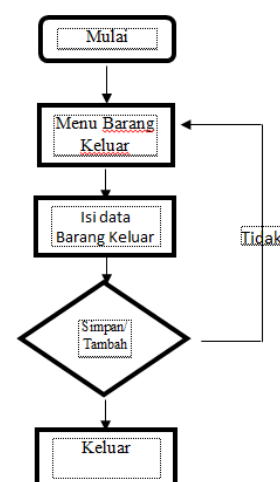 Mulai
Menu Barang
Keluar
Isi data
Barang Keluar
Tidak
Simpan/
Tambah
Keluar